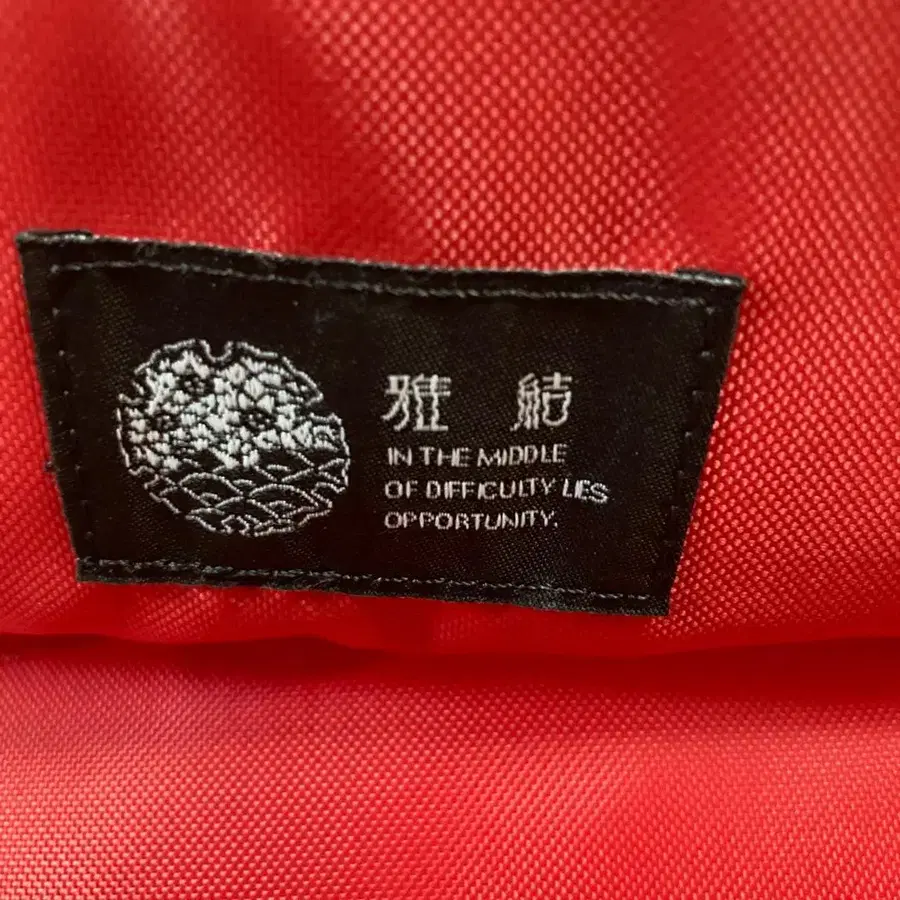 雅 結
IN THE MIDDLE
OF DIFFICULTY LIES
OPPORTUNITY.